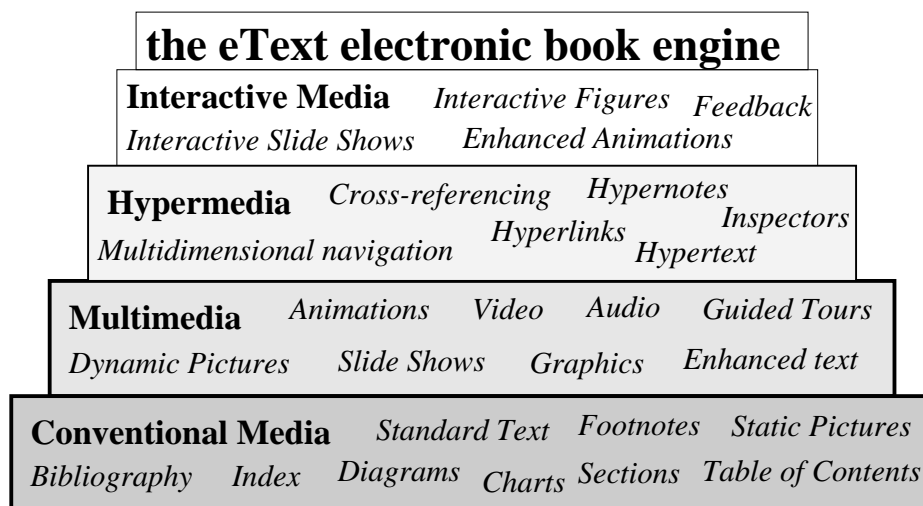 the eText electronic book engine
Interactive Media Interactive Figures Feedback
Interactive Slide Shows Enhanced Animations
Hypermedia Cross-referencing Hypernotes Inspectors
Multidimensional navigation Hyperlinks Hypertext
Multimedia Animations Video Audio Guided Tours
Dynamic Pictures Slide Shows Graphics Enhanced text
Conventional Media Standard Text Footnotes Static Pictures
Bibliography Index Diagrams Charts Sections Table of Contents